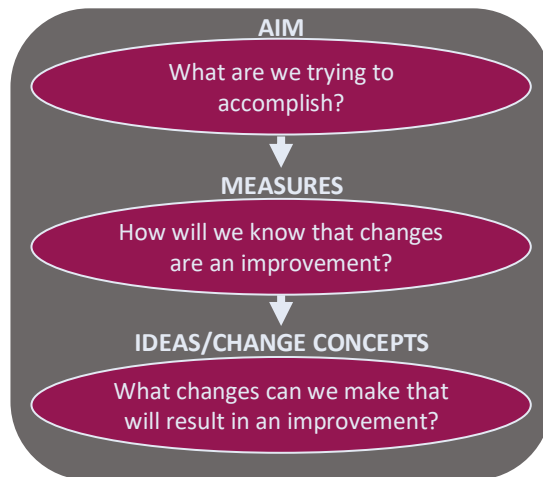 AIM
What are we trying to
accomplish?
MEASURES
How will we know that changes
are an improvement?
IDEAS/CHANGE CONCEPTS
What changes can we make that
will result in an improvement?